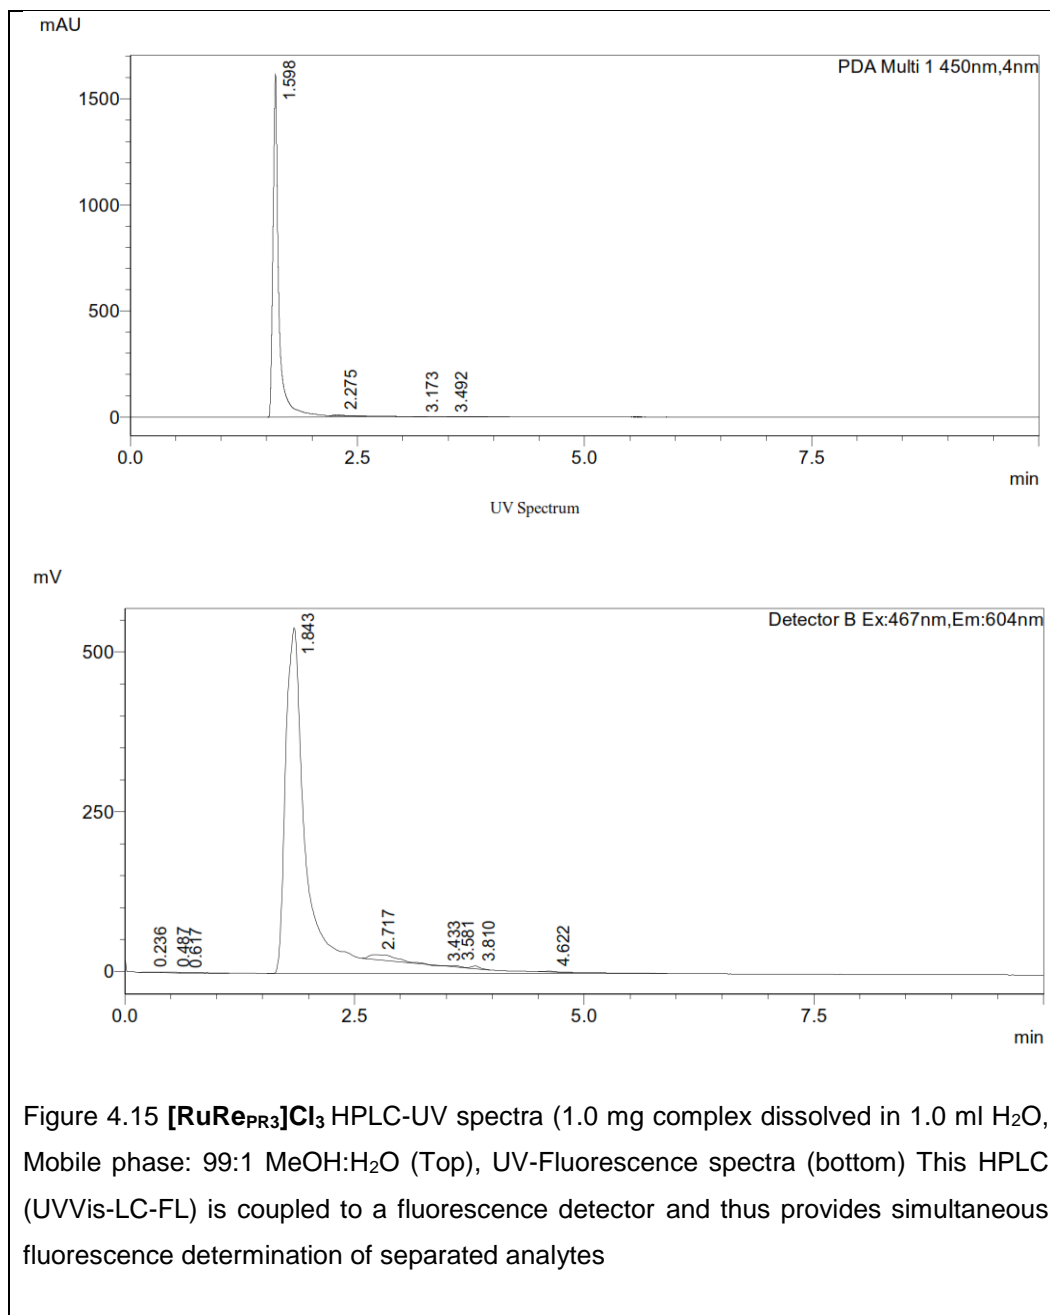 mAU
PDA Multi 1 450nm,4nm
1.598
1500
1000
500
2.275
3.173
3.492
0
0.0 2.5 5.0 7.5
min
UV Spectrum
mV
Detector B Ex:467nm,Em:604nm
1.843
500
250
0.236
0.487
0.617
2.717
3.433
3.581
3.810
4.622
0
0.0 2.5 5.0 7.5
min
Figure 4.15 [RuRePR3]Cl3 HPLC-UV spectra (1.0 mg complex dissolved in 1.0 ml H2O,
Mobile phase: 99:1 MeOH:H2O (Top), UV-Fluorescence spectra (bottom) This HPLC
(UVVis-LC-FL) is coupled to a fluorescence detector and thus provides simultaneous
fluorescence determination of separated analytes